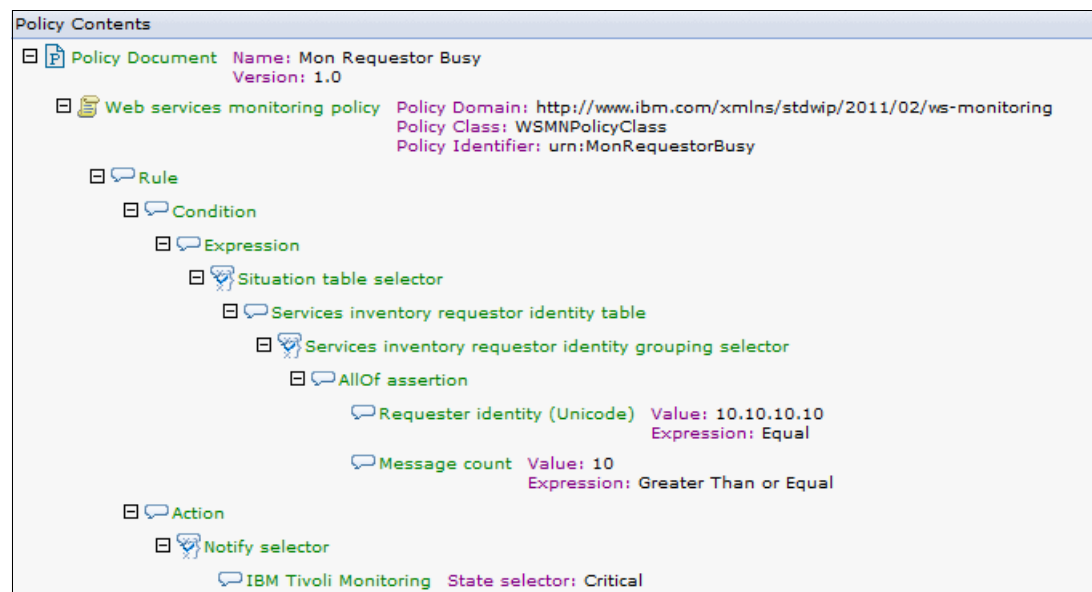 Policy Contents
Policy Document Name: Mon Requestor Busy
Version: 1.0
Web services monitoring policy Policy Domain: http://www.ibm.com/xmlns/stdwip/2011/02/ws-monitoring
Policy Class: WSMNPolicyClass
Policy Identifier: urn:MonRequestorBusy
Rule
Condition
Expression
Situation table selector
Services inventory requestor identity table
Services inventory requestor identity grouping selector
AllOf assertion
Requester identity (Unicode) Value: 10.10.10.10
Expression: Equal
Message count Value: 10
Expression: Greater Than or Equal
Action
Notify selector
IBM Tivoli Monitoring State selector: Critical